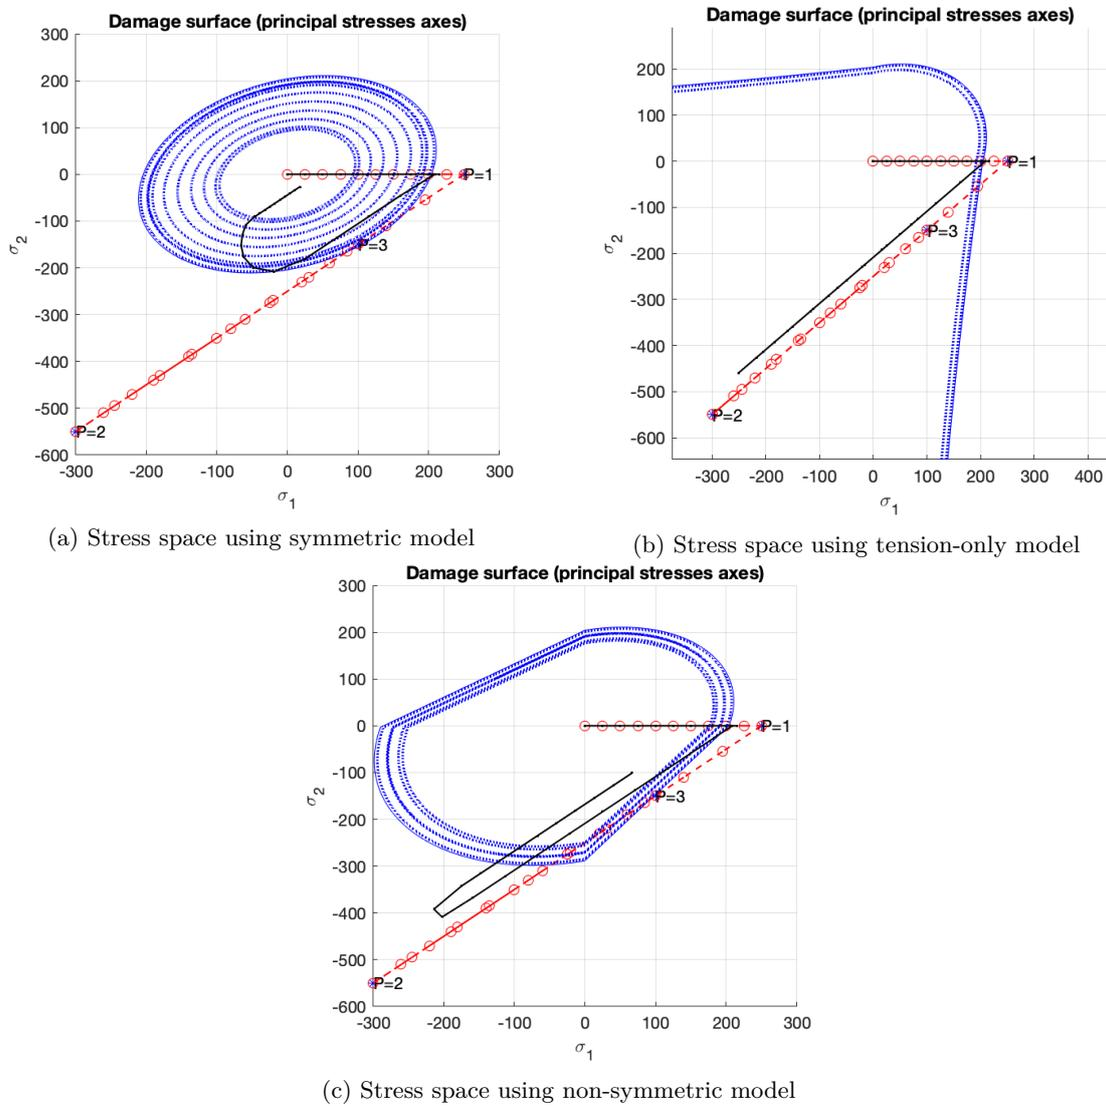 Damage surface (principal stresses axes)
300
200
100
0
-100
-200
-300
-400
-500
-600
σ2
-300 -200 -100 0 100 200 300
σ1
P=1
P=3
P=2
(a) Stress space using symmetric model
Damage surface (principal stresses axes)
200
100
0
-100
-200
-300
-400
-500
-600
σ2
-300 -200 -100 0 100 200 300 400
σ1
P=1
P=3
P=2
(b) Stress space using tension-only model
Damage surface (principal stresses axes)
300
200
100
0
-100
-200
-300
-400
-500
-600
σ2
-300 -200 -100 0 100 200 300
σ1
P=1
P=3
P=2
(c) Stress space using non-symmetric model